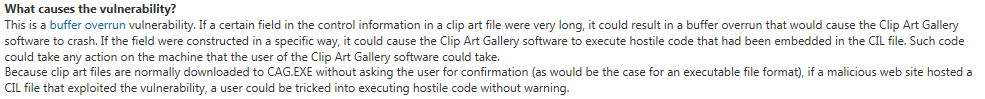 What causes the vulnerability?
This is a buffer overrun vulnerability. If a certain field in the control information in a clip art file were very long, it could result in a buffer overrun that would cause the Clip Art Gallery
software to crash. If the field were constructed in a specific way, it could cause the Clip Art Gallery software to execute hostile code that had been embedded in the CIL file. Such code
could take any action on the machine that the user of the Clip Art Gallery software could take.
Because clip art files are normally downloaded to CAG.EXE without asking the user for confirmation (as would be the case for an executable file format), if a malicious web site hosted a
CIL file that exploited the vulnerability, a user could be tricked into executing hostile code without warning.